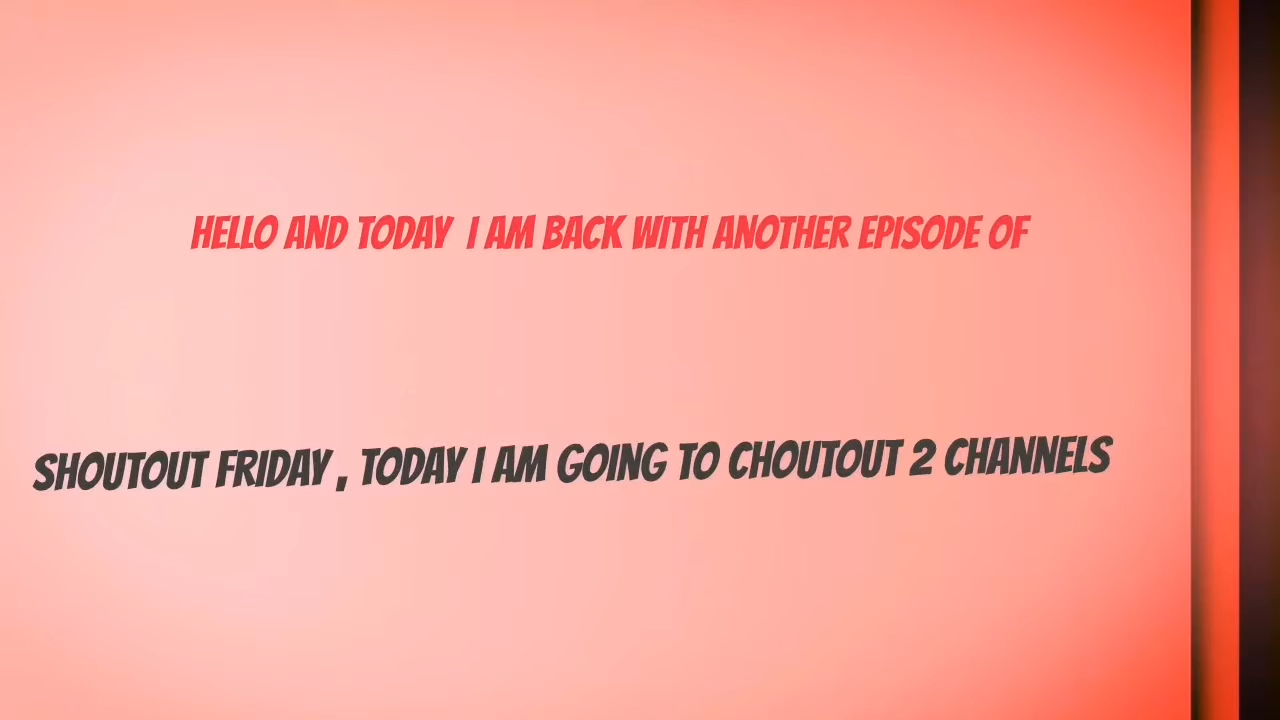 HELLO AND TODAY I AM BACK WITH ANOTHER EPISODE OF
SHOUTOUT FRIDAY , TODAY I AM GOING TO CHOUTOUT 2 CHANNELS